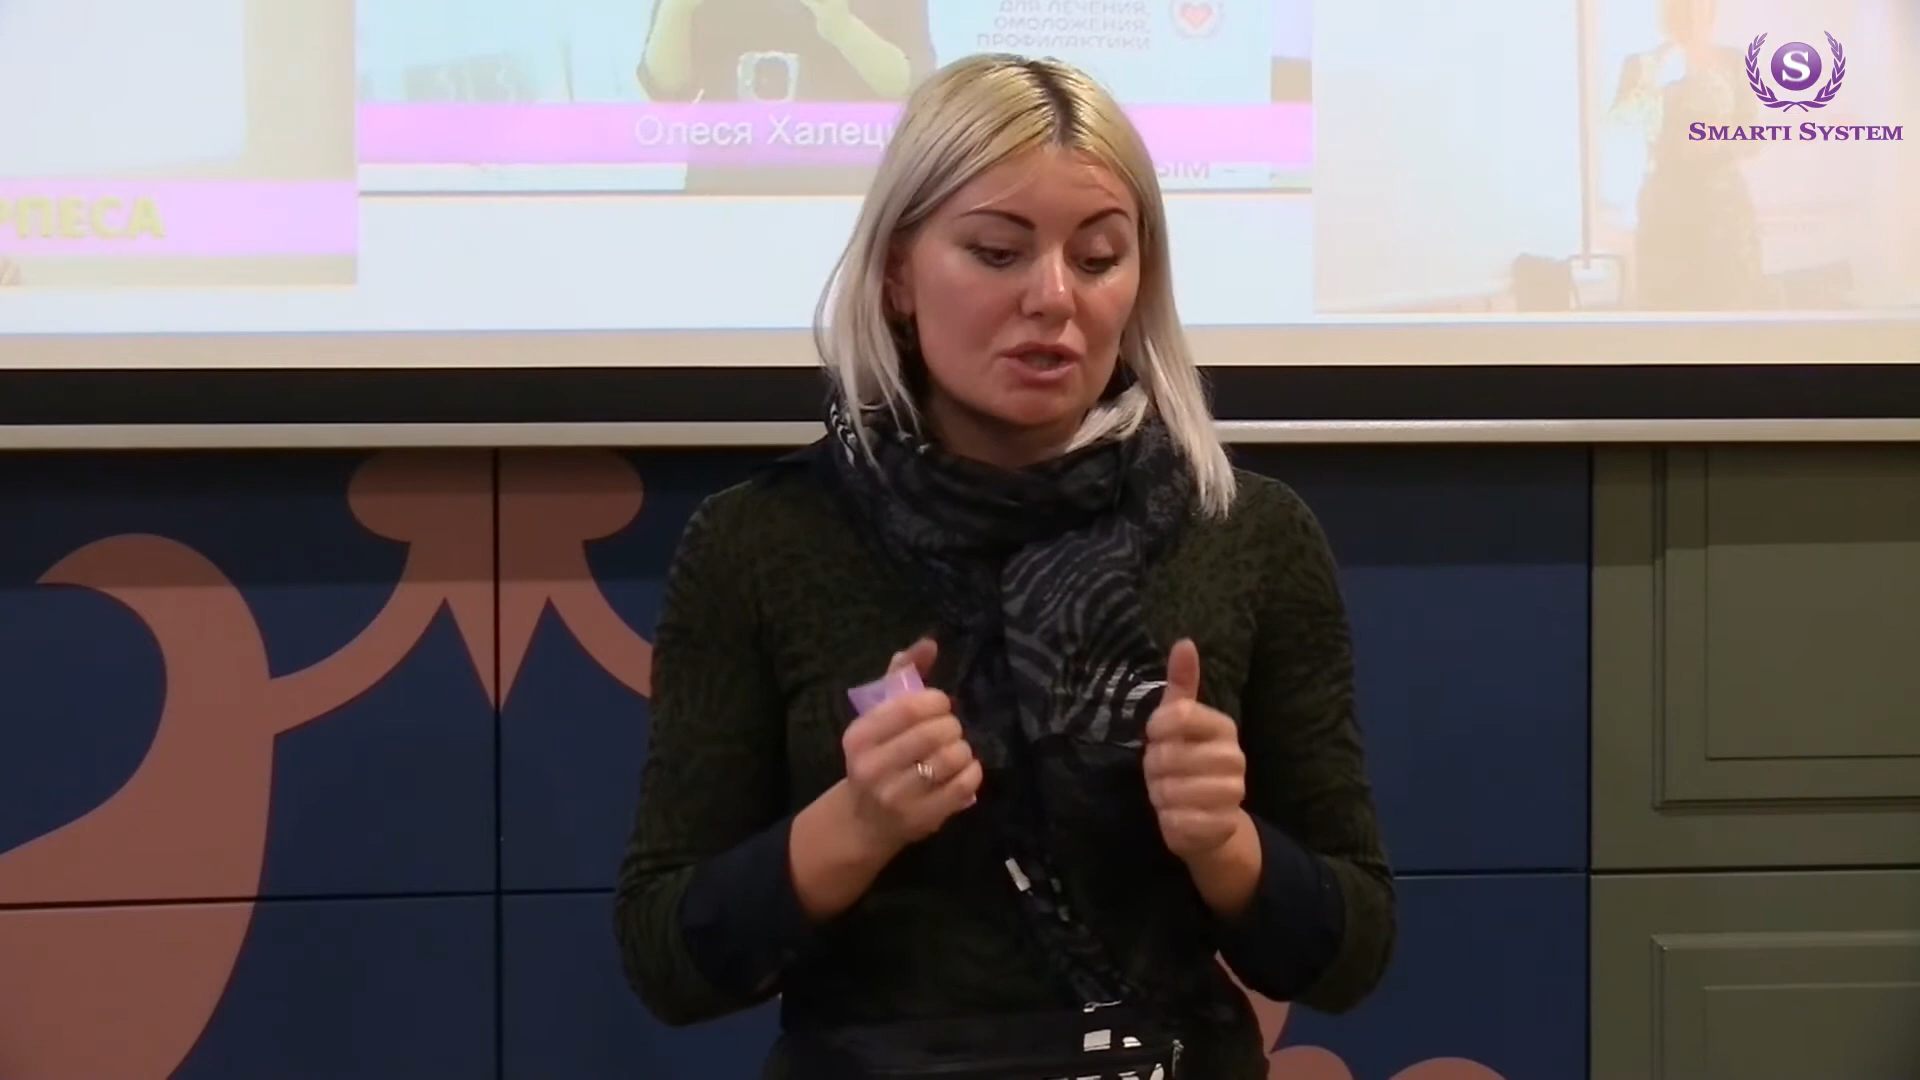 ДЛЯ ЛЕЧЕНИЯ,
ОМОЛОЖЕНИЯ,
ПРОФИЛАКТИКИ
S
SMARTI SYSTEM
Олеся Халец
РПЕСА